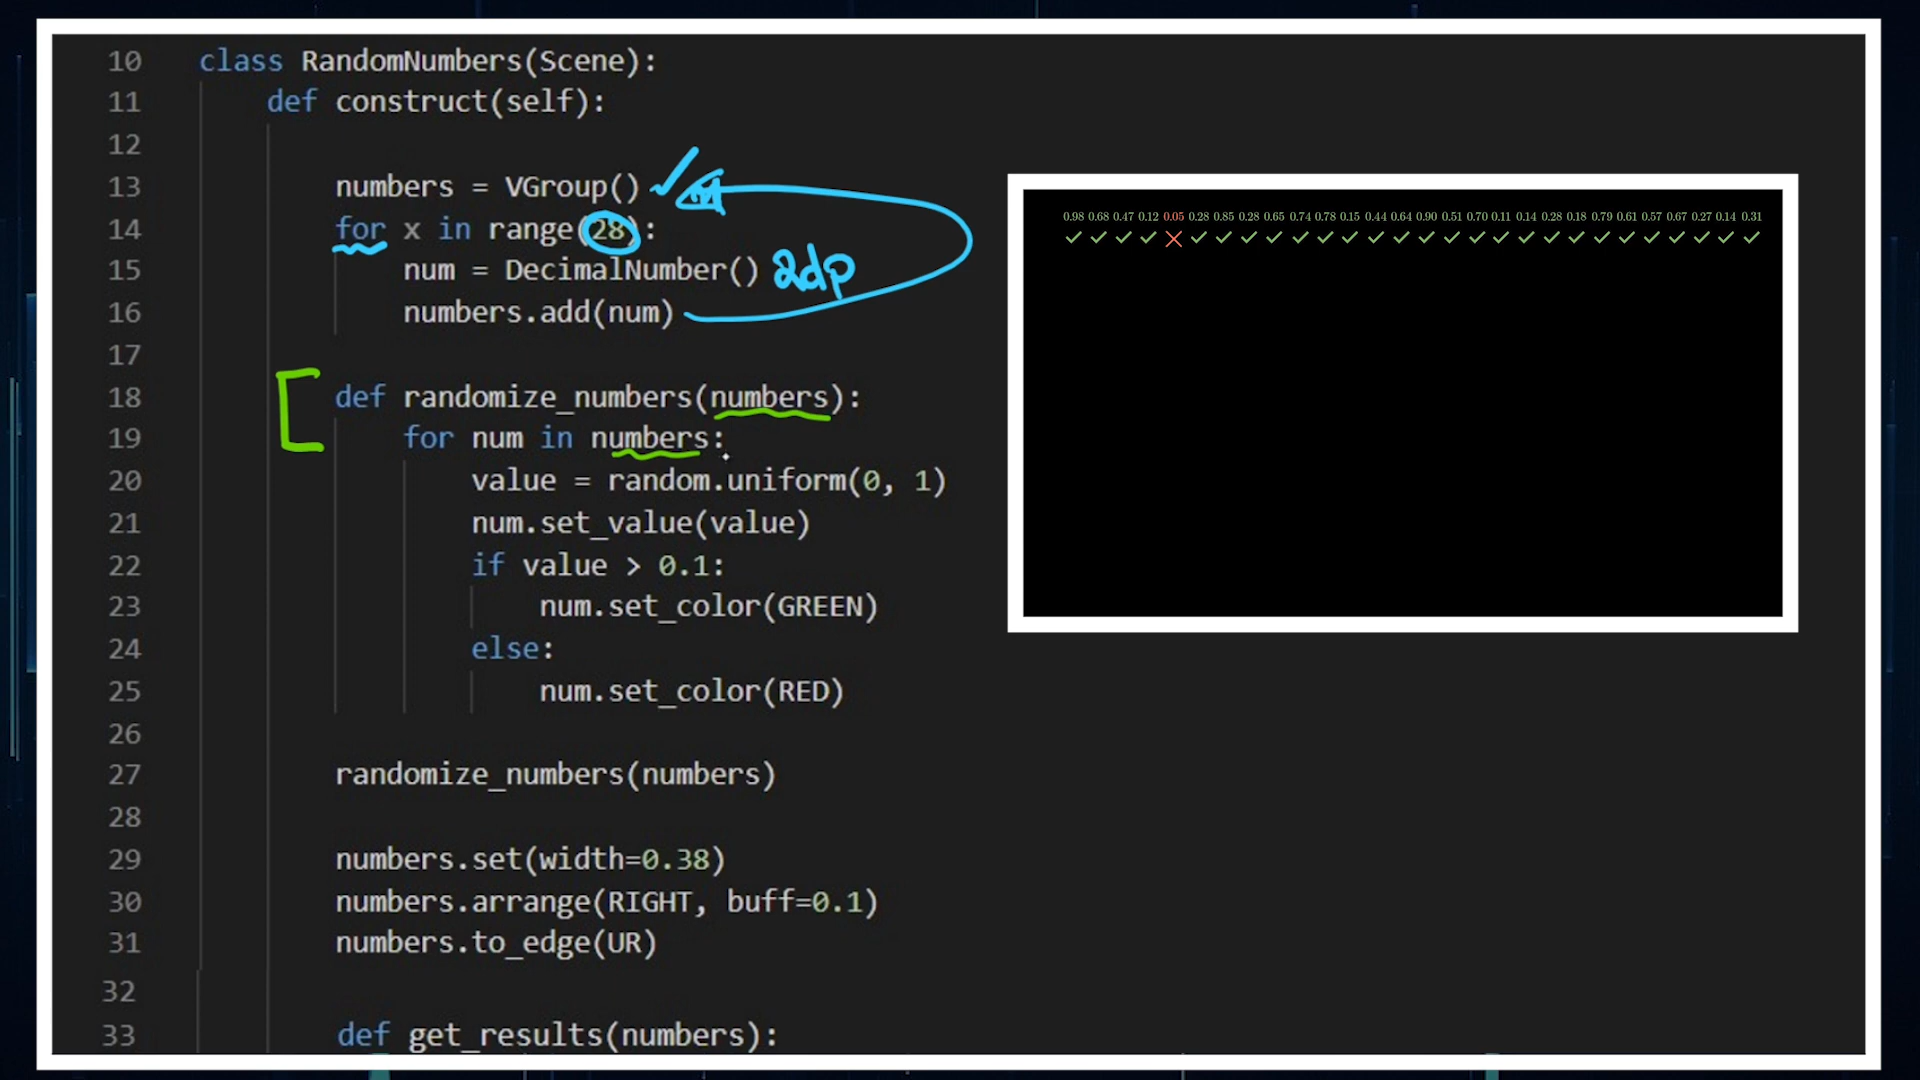 10 class RandomNumbers(Scene):
11 def construct(self):
12
13 numbers = VGroup()
14 for x in range(28):
15 num = DecimalNumber() 2dp
16 numbers.add(num)
17
18 def randomize_numbers(numbers):
19 for num in numbers:
20 value = random.uniform(0, 1)
21 num.set_value(value)
22 if value > 0.1:
23 num.set_color(GREEN)
24 else:
25 num.set_color(RED)
26
27 randomize_numbers(numbers)
28
29 numbers.set(width=0.38)
30 numbers.arrange(RIGHT, buff=0.1)
31 numbers.to_edge(UR)
32
33 def get_results(numbers):
0.98 0.68 0.47 0.12 0.05 0.28 0.85 0.28 0.65 0.74 0.78 0.15 0.44 0.64 0.90 0.51 0.70 0.11 0.14 0.28 0.18 0.79 0.61 0.57 0.67 0.27 0.14 0.31